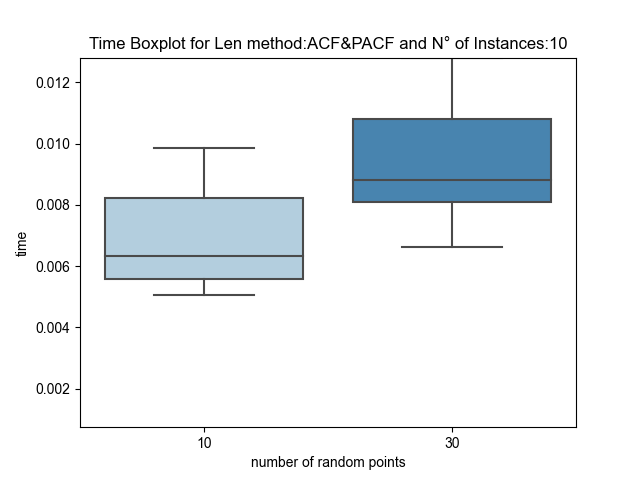 Time Boxplot for Len method:ACF&PACF and N° of Instances:10
0.012
0.010
0.008
0.006
0.004
0.002
time
10
30
number of random points